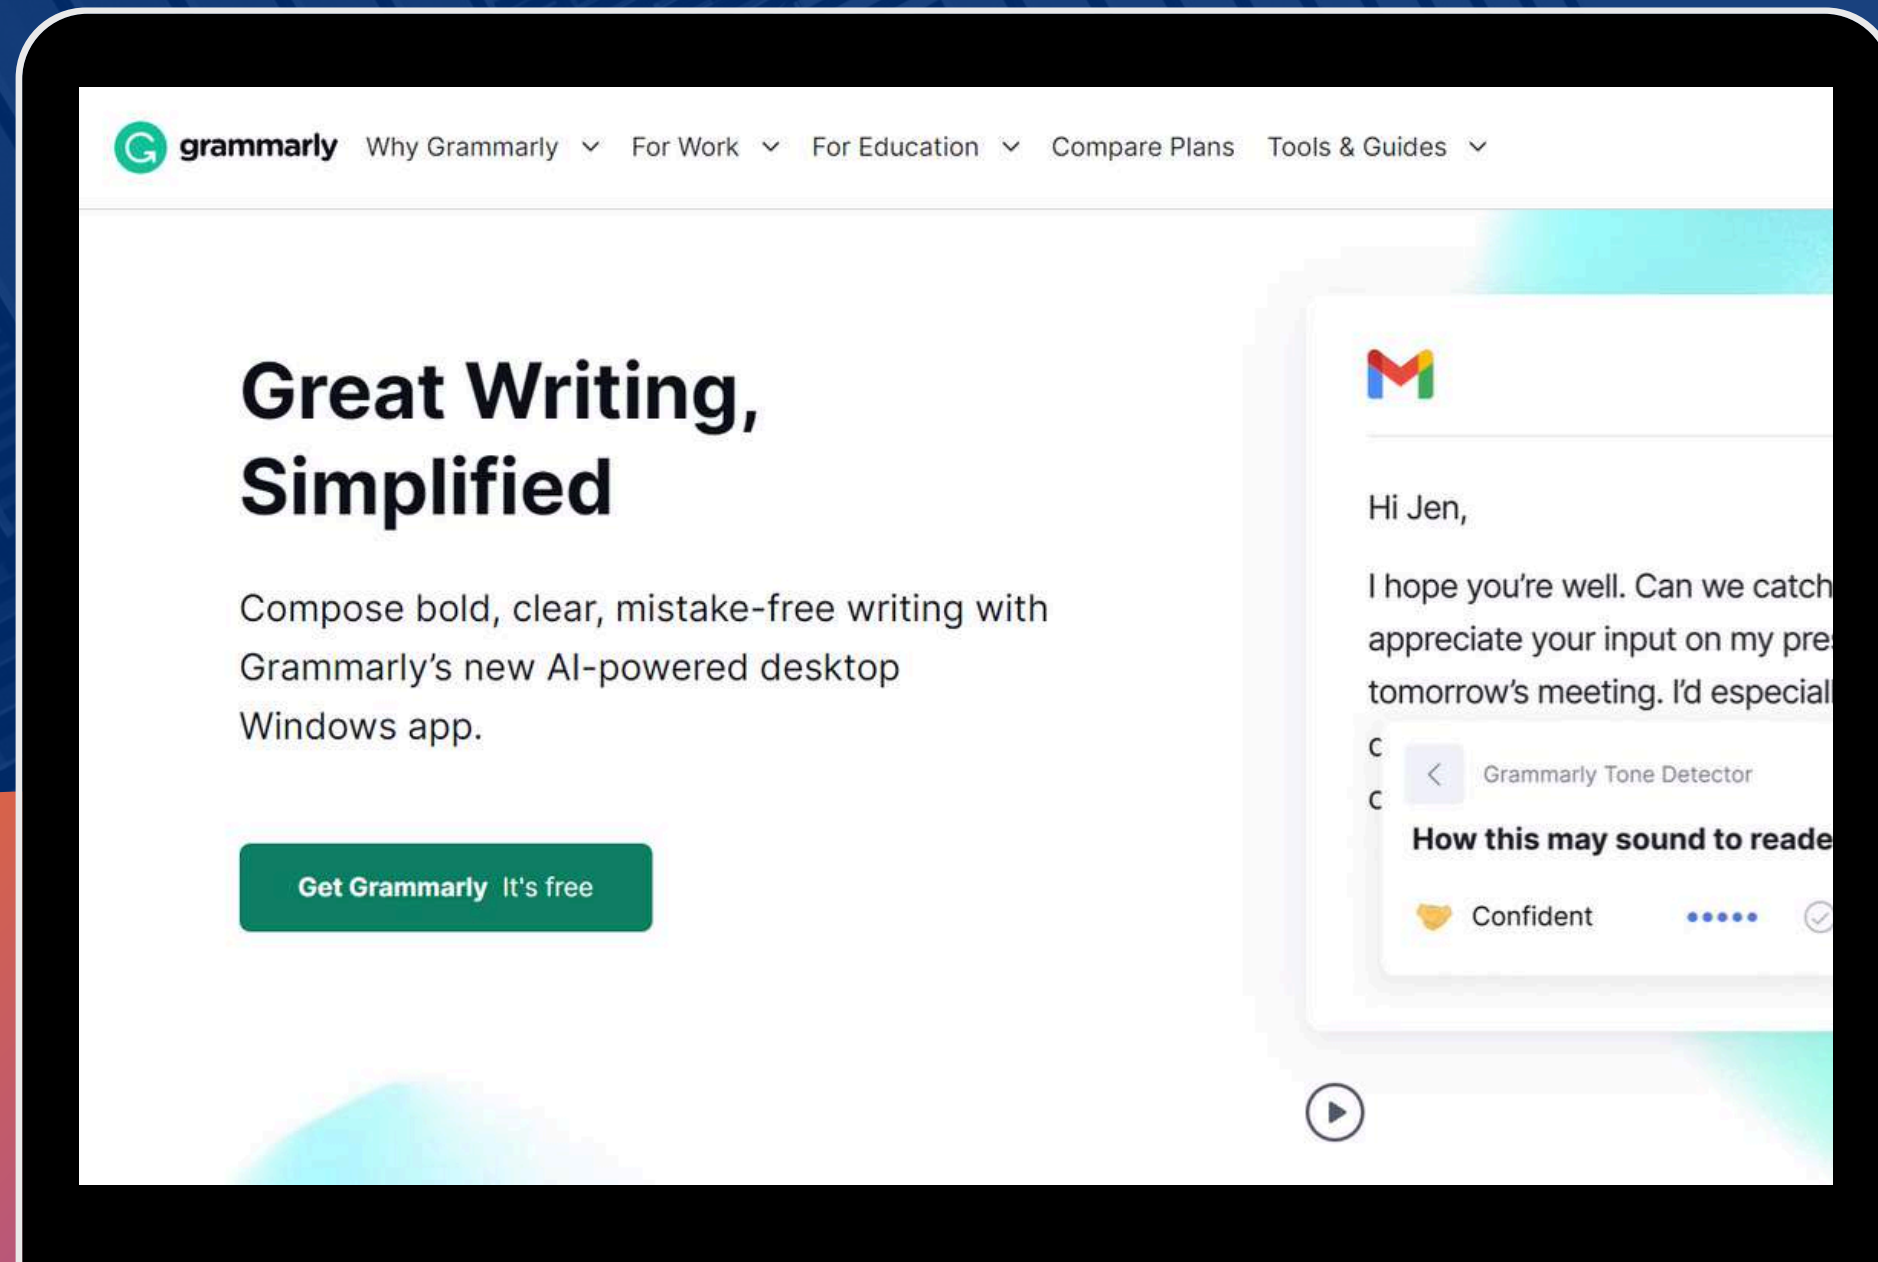 grammarly Why Grammarly For Work For Education Compare Plans Tools & Guides
Great Writing,
Simplified
Compose bold, clear, mistake-free writing with
Grammarly's new AI-powered desktop
Windows app.
Get Grammarly It's free
Hi Jen,
I hope you're well. Can we catch
appreciate your input on my
tomorrow's meeting. I'd
Grammarly Tone Detector
How this may sound to
Confident